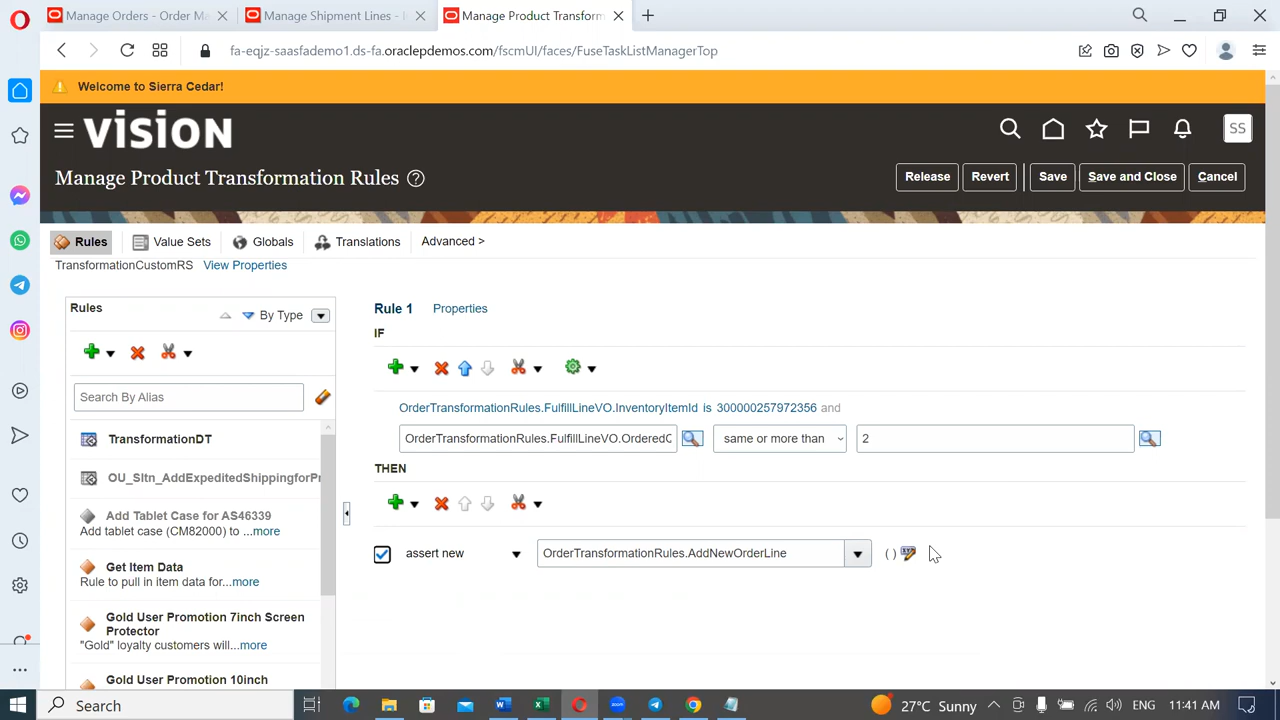 Manage Orders - Order Ma
Manage Shipment Lines -
Manage Product Transform
fa-eqjz-saasfademo1.ds-fa.oraclepdemos.com/fscmUI/faces/FuseTaskListManagerTop
Welcome to Sierra Cedar!
VISION
SS
Manage Product Transformation Rules
Release
Revert
Save
Save and Close
Cancel
Rules
Value Sets
Globals
Translations
Advanced >
TransformationCustomRS
View Properties
Rules
By Type
Search By Alias
TransformationDT
OU_Sltn_AddExpeditedShippingforPr
Add Tablet Case for AS46339
Add tablet case (CM82000) to ...more
Get Item Data
Rule to pull in item data for...more
Gold User Promotion 7inch Screen
Protector
"Gold" loyalty customers will...more
Gold User Promotion 10inch
Rule 1
Properties
IF
OrderTransformationRules.FulfillLineVO.InventoryItemId is 300000257972356 and
OrderTransformationRules.FulfillLineVO.OrderedC
same or more than
2
THEN
assert new
OrderTransformationRules.AddNewOrderLine
( )
Search
27°C Sunny
ENG
11:41 AM